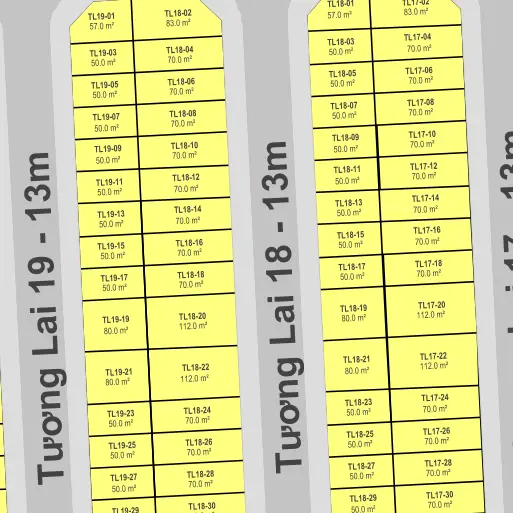 TL19-01
57.0 m²
TL18-02
83.0 m²
TL19-03
50.0 m²
TL18-04
70.0 m²
TL19-05
50.0 m²
TL18-06
70.0 m²
TL19-07
50.0 m²
TL18-08
70.0 m²
TL19-09
50.0 m²
TL18-10
70.0 m²
TL19-11
50.0 m²
TL18-12
70.0 m²
TL19-13
50.0 m²
TL18-14
70.0 m²
TL19-15
50.0 m²
TL18-16
70.0 m²
TL19-17
50.0 m²
TL18-18
70.0 m²
TL19-19
80.0 m²
TL18-20
112.0 m²
TL19-21
80.0 m²
TL18-22
112.0 m²
TL19-23
50.0 m²
TL18-24
70.0 m²
TL19-25
50.0 m²
TL18-26
70.0 m²
TL19-27
50.0 m²
TL18-28
70.0 m²
TL19-29
TL18-30
Tương Lai 19 - 13m
TL18-01
57.0 m²
TL17-02
83.0 m²
TL18-03
50.0 m²
TL17-04
70.0 m²
TL18-05
50.0 m²
TL17-06
70.0 m²
TL18-07
50.0 m²
TL17-08
70.0 m²
TL18-09
50.0 m²
TL17-10
70.0 m²
TL18-11
50.0 m²
TL17-12
70.0 m²
TL18-13
50.0 m²
TL17-14
70.0 m²
TL18-15
50.0 m²
TL17-16
70.0 m²
TL18-17
50.0 m²
TL17-18
70.0 m²
TL18-19
80.0 m²
TL17-20
112.0 m²
TL18-21
80.0 m²
TL17-22
112.0 m²
TL18-23
50.0 m²
TL17-24
70.0 m²
TL18-25
50.0 m²
TL17-26
70.0 m²
TL18-27
50.0 m²
TL17-28
70.0 m²
TL18-29
50.0 m²
TL17-30
70.0 m²
Tương Lai 18 - 13m